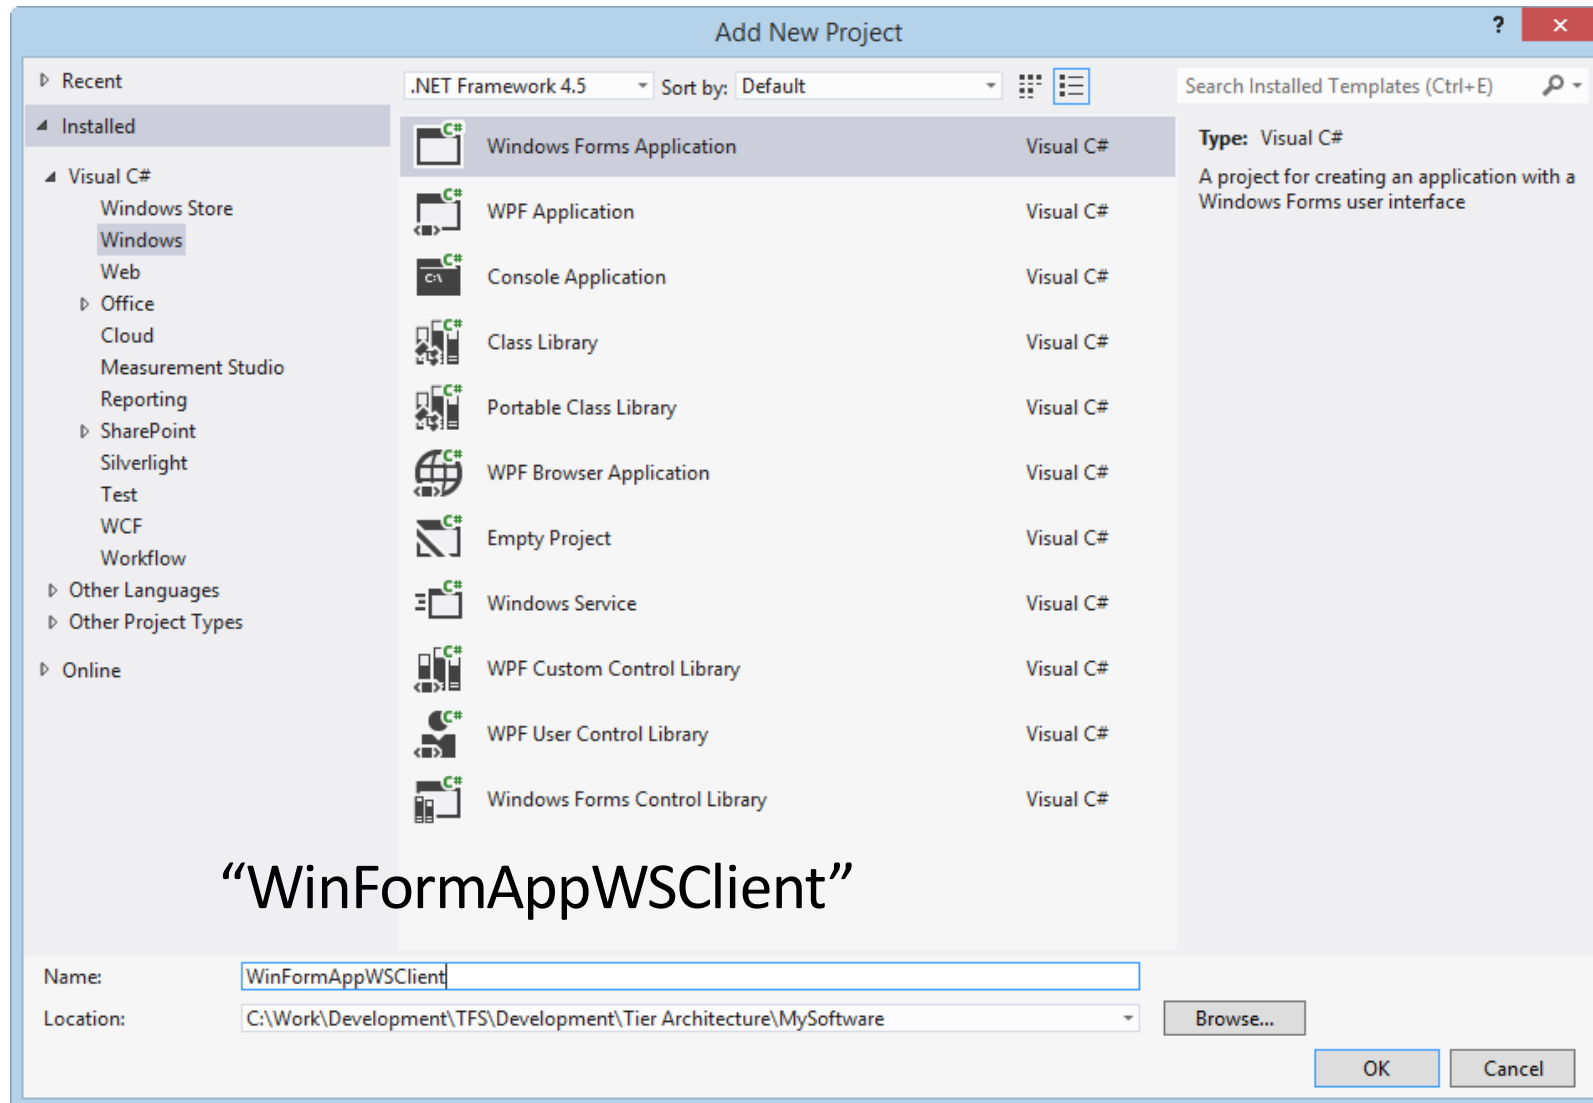 Add New Project
?
Recent
Installed
Visual C#
Windows Store
Windows
Web
Office
Cloud
Measurement Studio
Reporting
SharePoint
Silverlight
Test
WCF
Workflow
Other Languages
Other Project Types
Online
.NET Framework 4.5 Sort by: Default
C# Windows Forms Application Visual C#
C# WPF Application Visual C#
C# C:\ Console Application Visual C#
C# Class Library Visual C#
C# Portable Class Library Visual C#
C# WPF Browser Application Visual C#
C# Empty Project Visual C#
C# Windows Service Visual C#
C# WPF Custom Control Library Visual C#
C# WPF User Control Library Visual C#
C# Windows Forms Control Library Visual C#
Search Installed Templates (Ctrl+E)
Type: Visual C#
A project for creating an application with a
Windows Forms user interface
“WinFormAppWSClient”
Name: WinFormAppWSClient
Location: C:\Work\Development\TFS\Development\Tier Architecture\MySoftware Browse...
OK Cancel